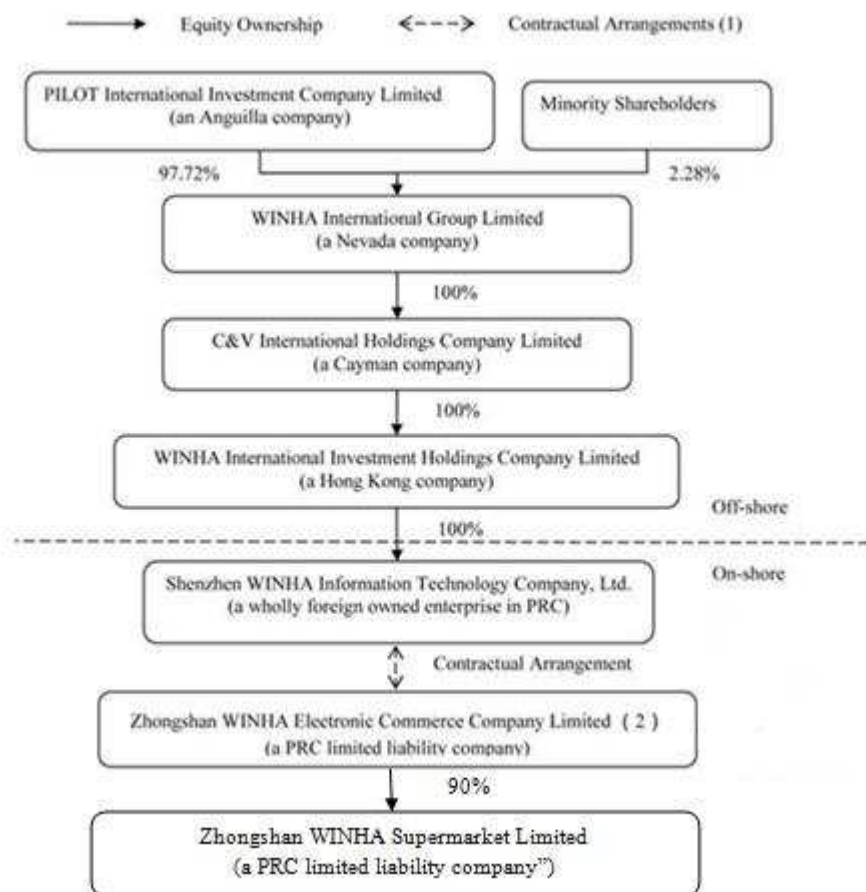 Equity Ownership
Contractual Arrangements (1)
PILOT International Investment Company Limited
(an Anguilla company)
Minority Shareholders
97.72%
2.28%
WINHA International Group Limited
(a Nevada company)
100%
C&V International Holdings Company Limited
(a Cayman company)
100%
WINHA International Investment Holdings Company Limited
(a Hong Kong company)
Off-shore
100%
On-shore
Shenzhen WINHA Information Technology Company, Ltd.
(a wholly foreign owned enterprise in PRC)
Contractual Arrangement
Zhongshan WINHA Electronic Commerce Company Limited ( 2 )
(a PRC limited liability company)
90%
Zhongshan WINHA Supermarket Limited
(a PRC limited liability company”)